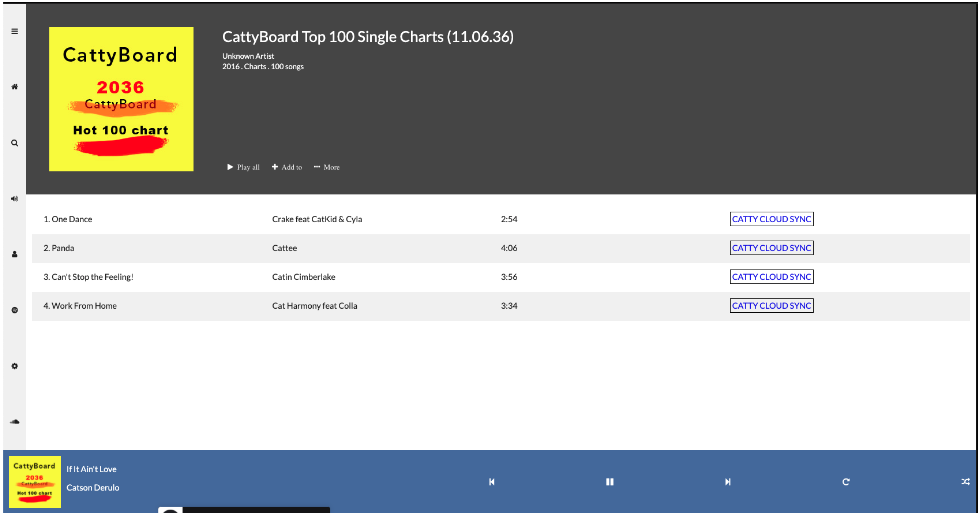 CattyBoard
2036
CattyBoard
Hot 100 chart
CattyBoard Top 100 Single Charts (11.06.36)
Unknown Artist
2016 . Charts . 100 songs
Play all Add to More
1. One Dance Crake feat CatKid & Cyla 2:54 CATTY CLOUD SYNC
2. Panda Cattee 4:06 CATTY CLOUD SYNC
3. Can't Stop the Feeling! Catin Cimberlake 3:56 CATTY CLOUD SYNC
4. Work From Home Cat Harmony feat Colla 3:34 CATTY CLOUD SYNC
CattyBoard
2036
CattyBoard
Hot 100 chart
If It Ain't Love
Catson Derulo